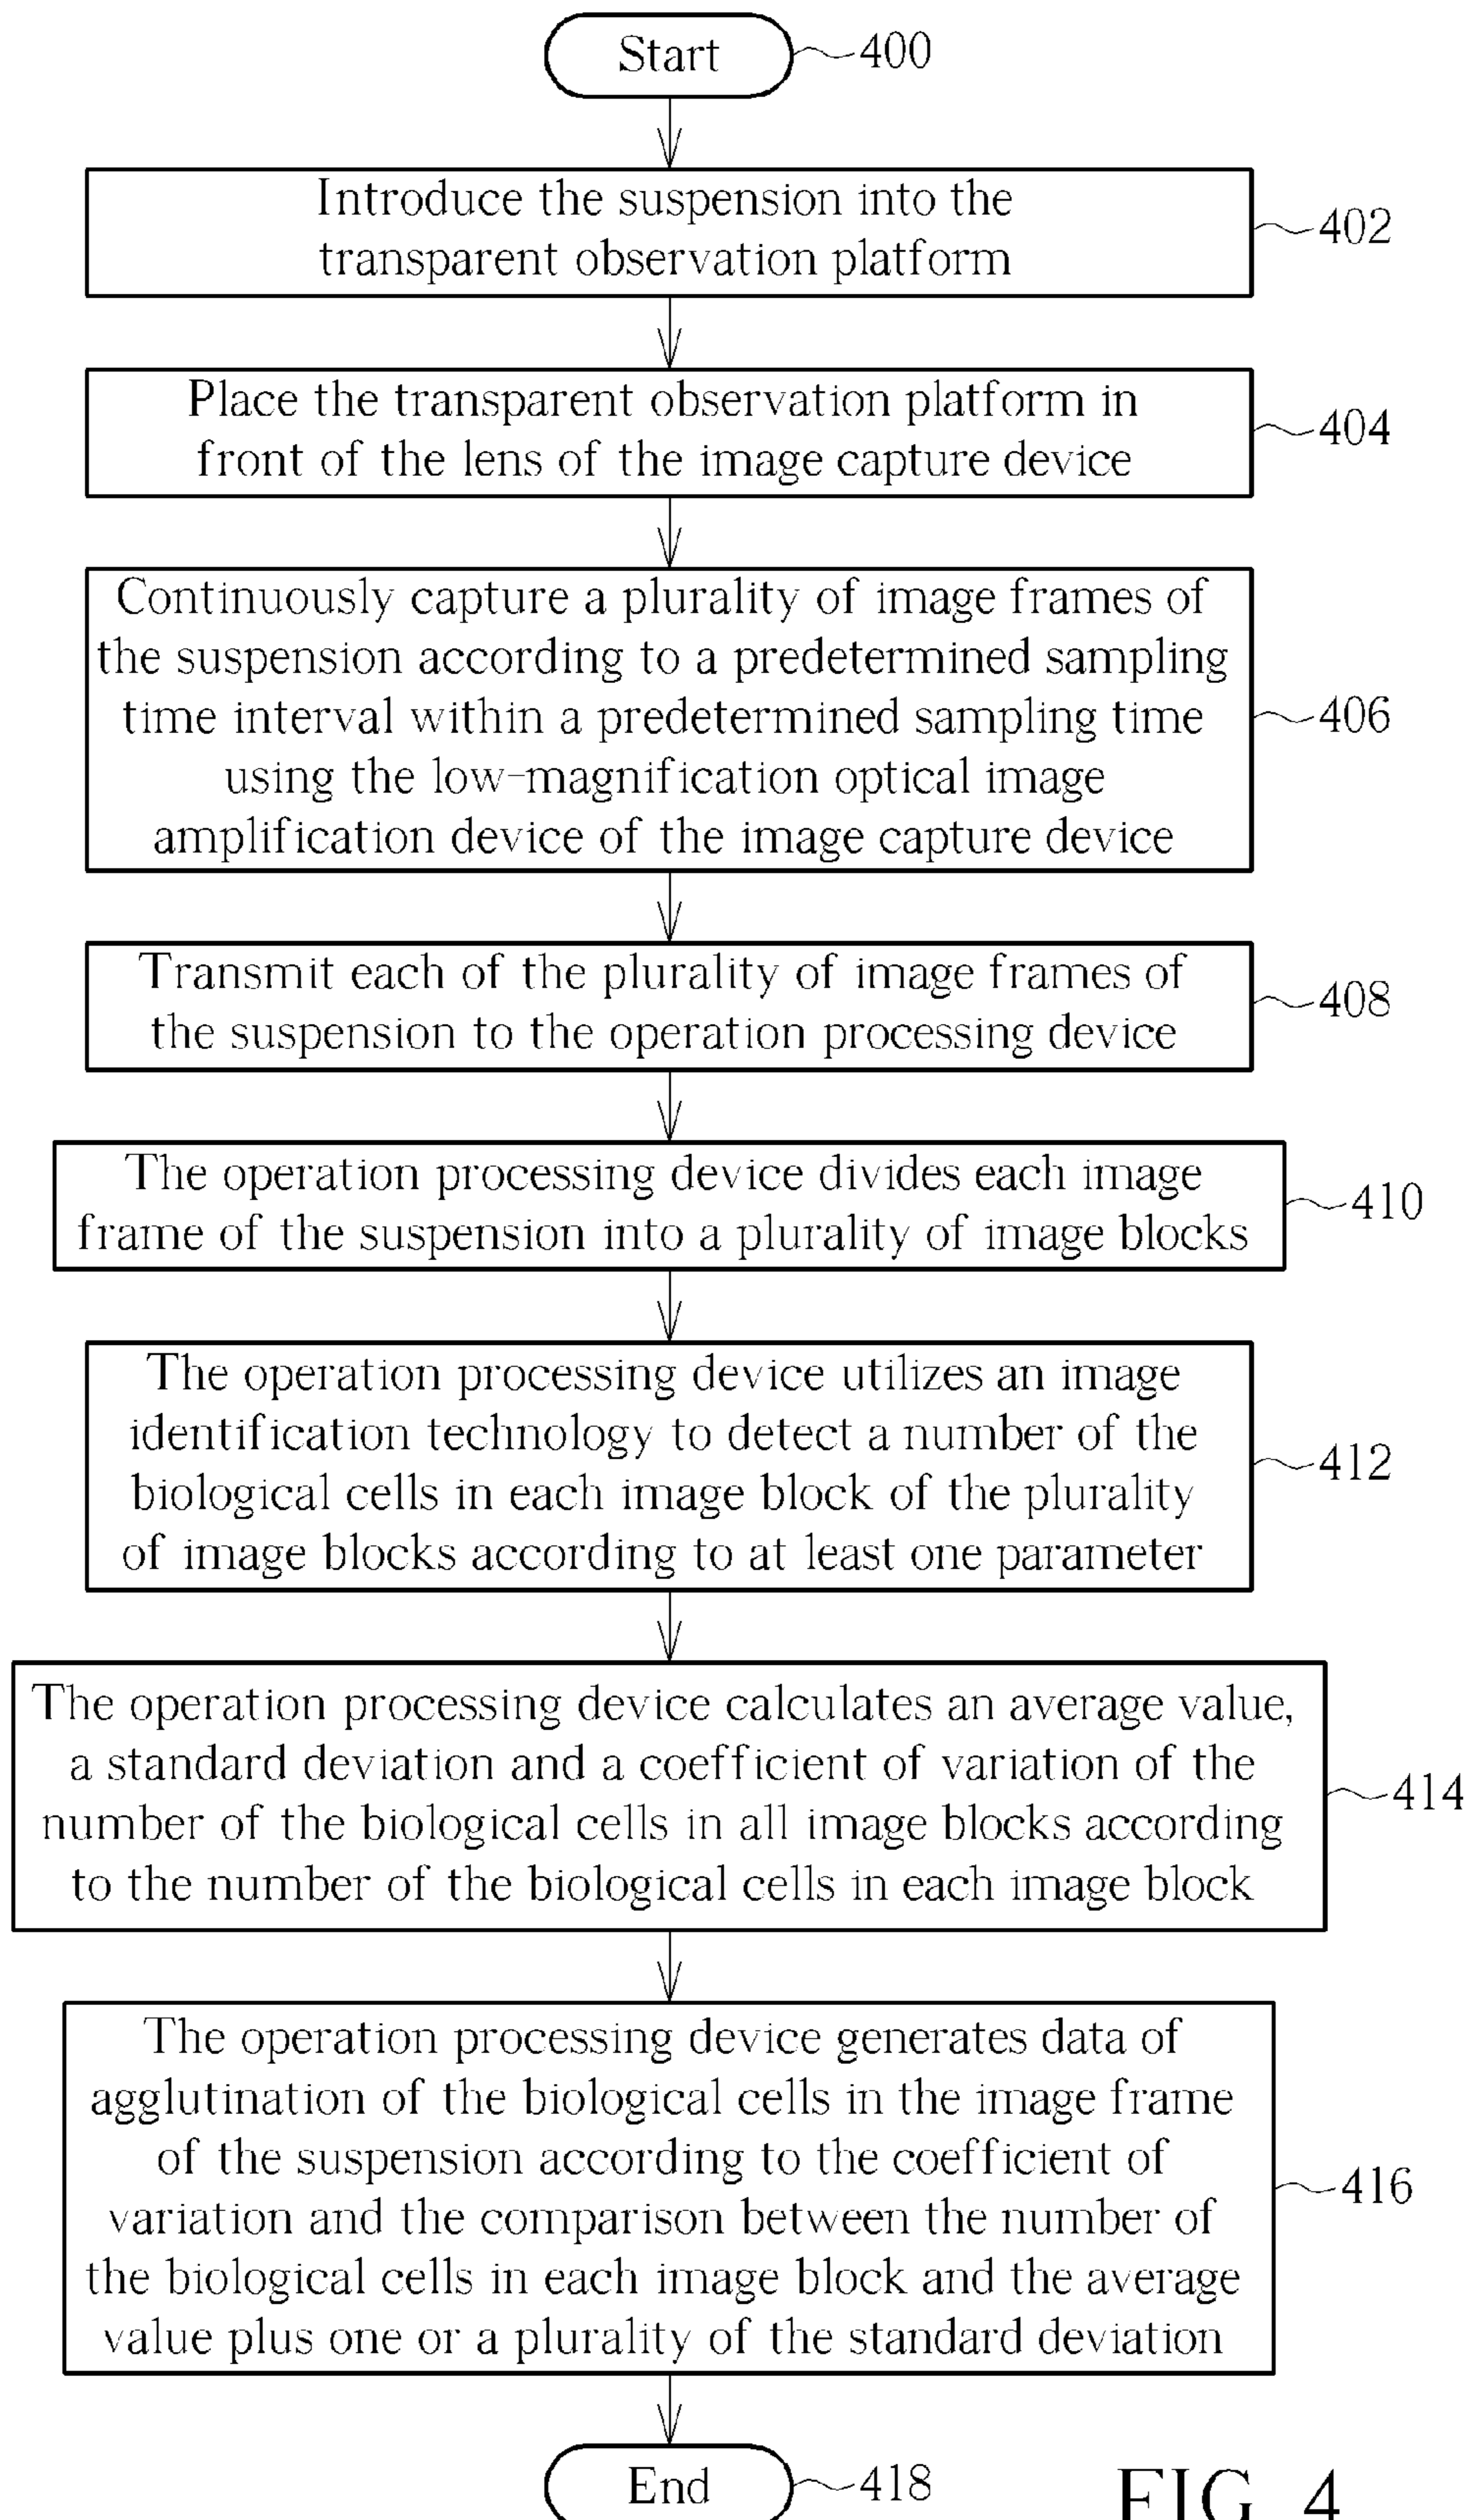 Start
400
Introduce the suspension into the
transparent observation platform
402
Place the transparent observation platform in
front of the lens of the image capture device
404
Continuously capture a plurality of image frames of
the suspension according to a predetermined sampling
time interval within a predetermined sampling time
using the low-magnification optical image
amplification device of the image capture device
406
Transmit each of the plurality of image frames of
the suspension to the operation processing device
408
The operation processing device divides each image
frame of the suspension into a plurality of image blocks
410
The operation processing device utilizes an image
identification technology to detect a number of the
biological cells in each image block of the plurality
of image blocks according to at least one parameter
412
The operation processing device calculates an average value,
a standard deviation and a coefficient of variation of the
number of the biological cells in all image blocks according
to the number of the biological cells in each image block
414
The operation processing device generates data of
agglutination of the biological cells in the image frame
of the suspension according to the coefficient of
variation and the comparison between the number of
the biological cells in each image block and the average
value plus one or a plurality of the standard deviation
416
End
418
FIG. 4